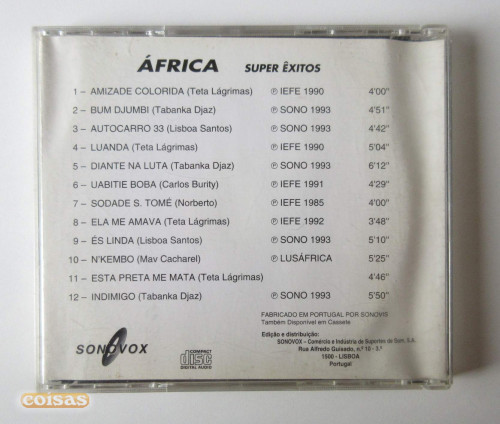 ÁFRICA SUPER ÊXITOS
1 – AMIZADE COLORIDA (Teta Lágrimas) ℗ IEFE 1990 4'00"
2 – BUM DJUMBI (Tabanka Djaz) ℗ SONO 1993 4'51"
3 – AUTOCARRO 33 (Lisboa Santos) ℗ SONO 1993 4'42"
4 – LUANDA (Teta Lágrimas) ℗ IEFE 1990 5'04"
5 – DIANTE NA LUTA (Tabanka Djaz) ℗ SONO 1993 6'12"
6 – UABITIE BOBA (Carlos Burity) ℗ IEFE 1991 4'29"
7 – SODADE S. TOMÉ (Norberto) ℗ IEFE 1985 4'00"
8 – ELA ME AMAVA (Teta Lágrimas) ℗ IEFE 1992 3'48"
9 – ÉS LINDA (Lisboa Santos) ℗ SONO 1993 5'10"
10 – N'KEMBO (Mav Cacharel) ℗ LUSÁFRICA 5'25"
11 – ESTA PRETA ME MATA (Teta Lágrimas) 4'46"
12 – INDIMIGO (Tabanka Djaz) ℗ SONO 1993 5'50"
FABRICADO EM PORTUGAL POR SONOVIS
Também Disponível em Cassete
Edição e distribuição:
SONOVOX – Comércio e Indústria de Suportes de Som, S.A.
Rua Alfredo Guisado, n.º 10 - 3.º
1500 - LISBOA
Portugal
SONOVOX
COMPACT
disc
DIGITAL AUDIO
coisas